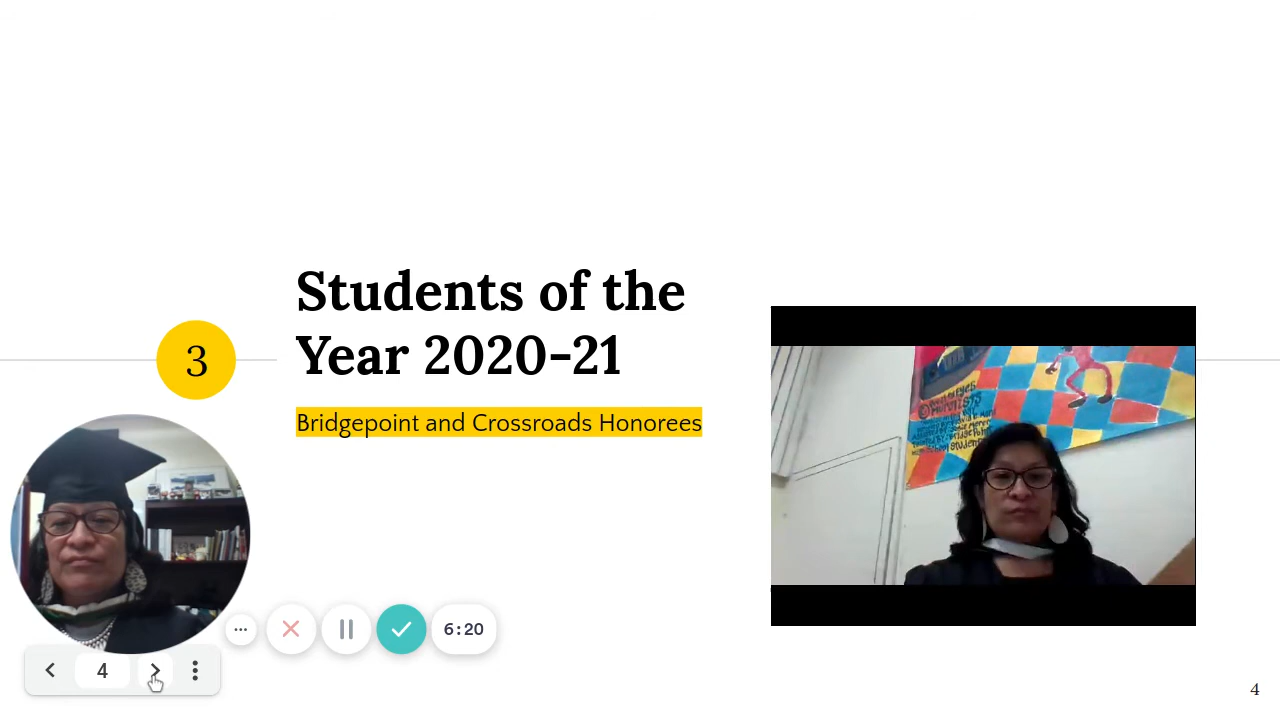 Students of the
Year 2020-21
3
Bridgepoint and Crossroads Honorees
6:20
4
4